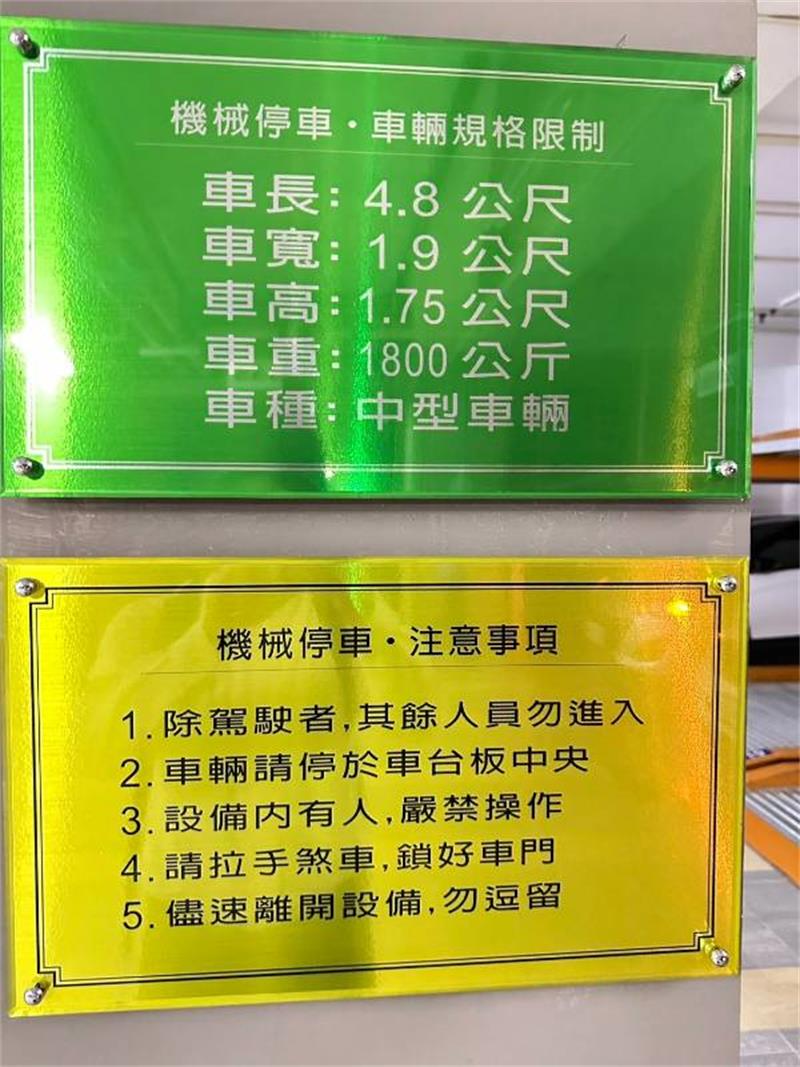 機械停車・車輛規格限制
車長：4.8 公尺
車寬：1.9 公尺
車高：1.75 公尺
車重：1800 公斤
車種：中型車輛
機械停車・注意事項
1. 除駕駛者，其餘人員勿進入
2. 車輛請停於車台板中央
3. 設備內有人，嚴禁操作
4. 請拉手煞車，鎖好車門
5. 儘速離開設備，勿逗留